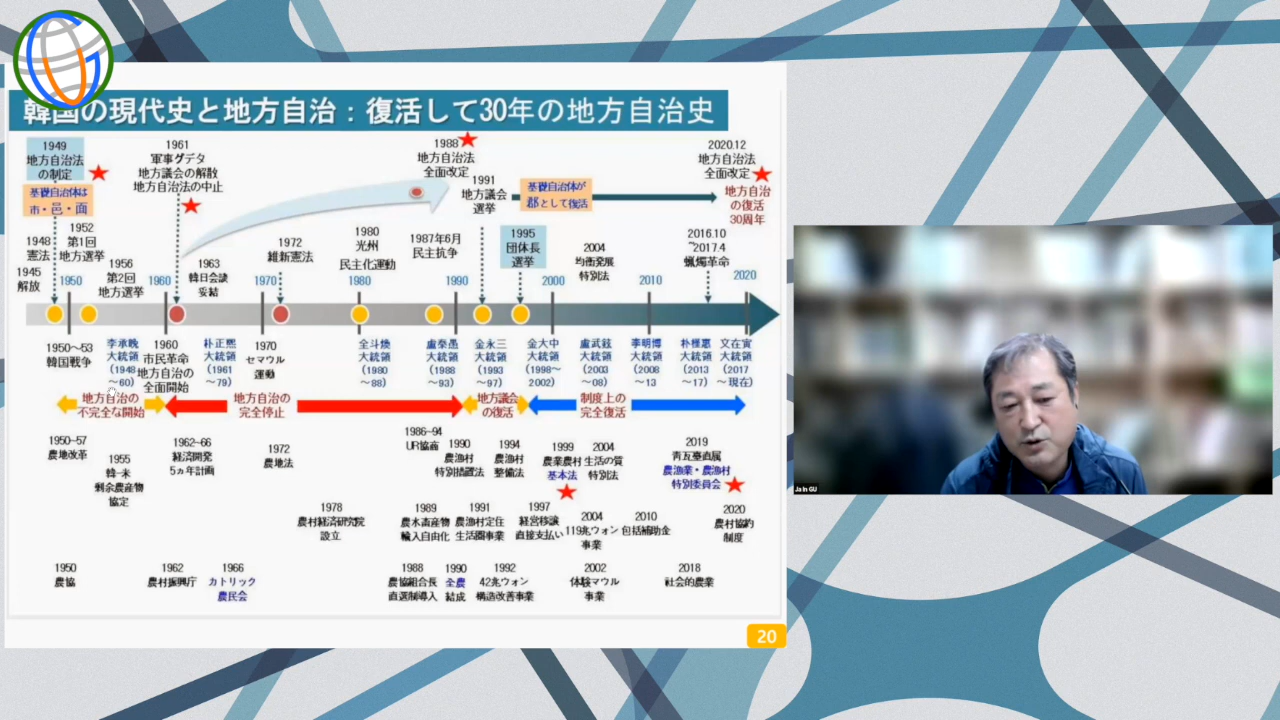 韓国の現代史と地方自治：復活して30年の地方自治史
1949
地方自治法
の制定
基礎自治体は
市・邑・面
1961
軍事クデタ
地方議会の解散
地方自治法の中止
1988
地方自治法
全面改定
1991
地方議会
選挙
基礎自治体が
郡として復活
2020.12
地方自治法
全面改定
地方自治
の復活
30周年
1945
解放
1948
憲法
1952
第1回
地方選挙
1956
第2回
地方選挙
1963
韓日会談
妥結
1972
維新憲法
1980
光州
民主化運動
1987年6月
民主抗争
1995
団体長
選挙
2004
均衡発展
特別法
2016.10
~2017.4
蝋燭革命
1950
1960
1970
1980
1990
2000
2010
2020
1950～53
韓国戦争
李承晩
大統領
(1948
～60)
1960
市民革命
地方自治の
全面開始
朴正熙
大統領
(1961
～79)
1970
セマウル
運動
全斗煥
大統領
(1980
～88)
盧泰愚
大統領
(1988
～93)
金永三
大統領
(1993
～97)
金大中
大統領
(1998～
2002)
盧武鉉
大統領
(2003
～08)
李明博
大統領
(2008
～13
朴槿惠
大統領
(2013
～17)
文在寅
大統領
(2017
～現在)
地方自治の
不完全な開始
地方自治の
完全停止
地方議会
の復活
制度上の
完全復活
1950~57
農地改革
1955
韓-米
剰余農産物
協定
1962~66
経済開発
5ヵ年計画
1972
農地法
1986~94
UR協商
1990
農漁村
特別措置法
1994
農漁村
整備法
1999
農業農村
基本法
2004
生活の質
特別法
2019
青瓦臺直属
農漁業・農漁村
特別委員会
1978
農村経済研究院
設立
1989
農水畜産物
輸入自由化
1991
農漁村定住
生活圏事業
1997
経営移譲
直接支払い
2004
119兆ウォン
事業
2010
包括補助金
2020
農村協約
制度
1950
農協
1962
農村振興庁
1966
カトリック
農民会
1988
農協組合長
直選制導入
1990
全農
結成
1992
42兆ウォン
構造改善事業
2002
体験マウル
事業
2018
社会的農業
20
Ja In GU